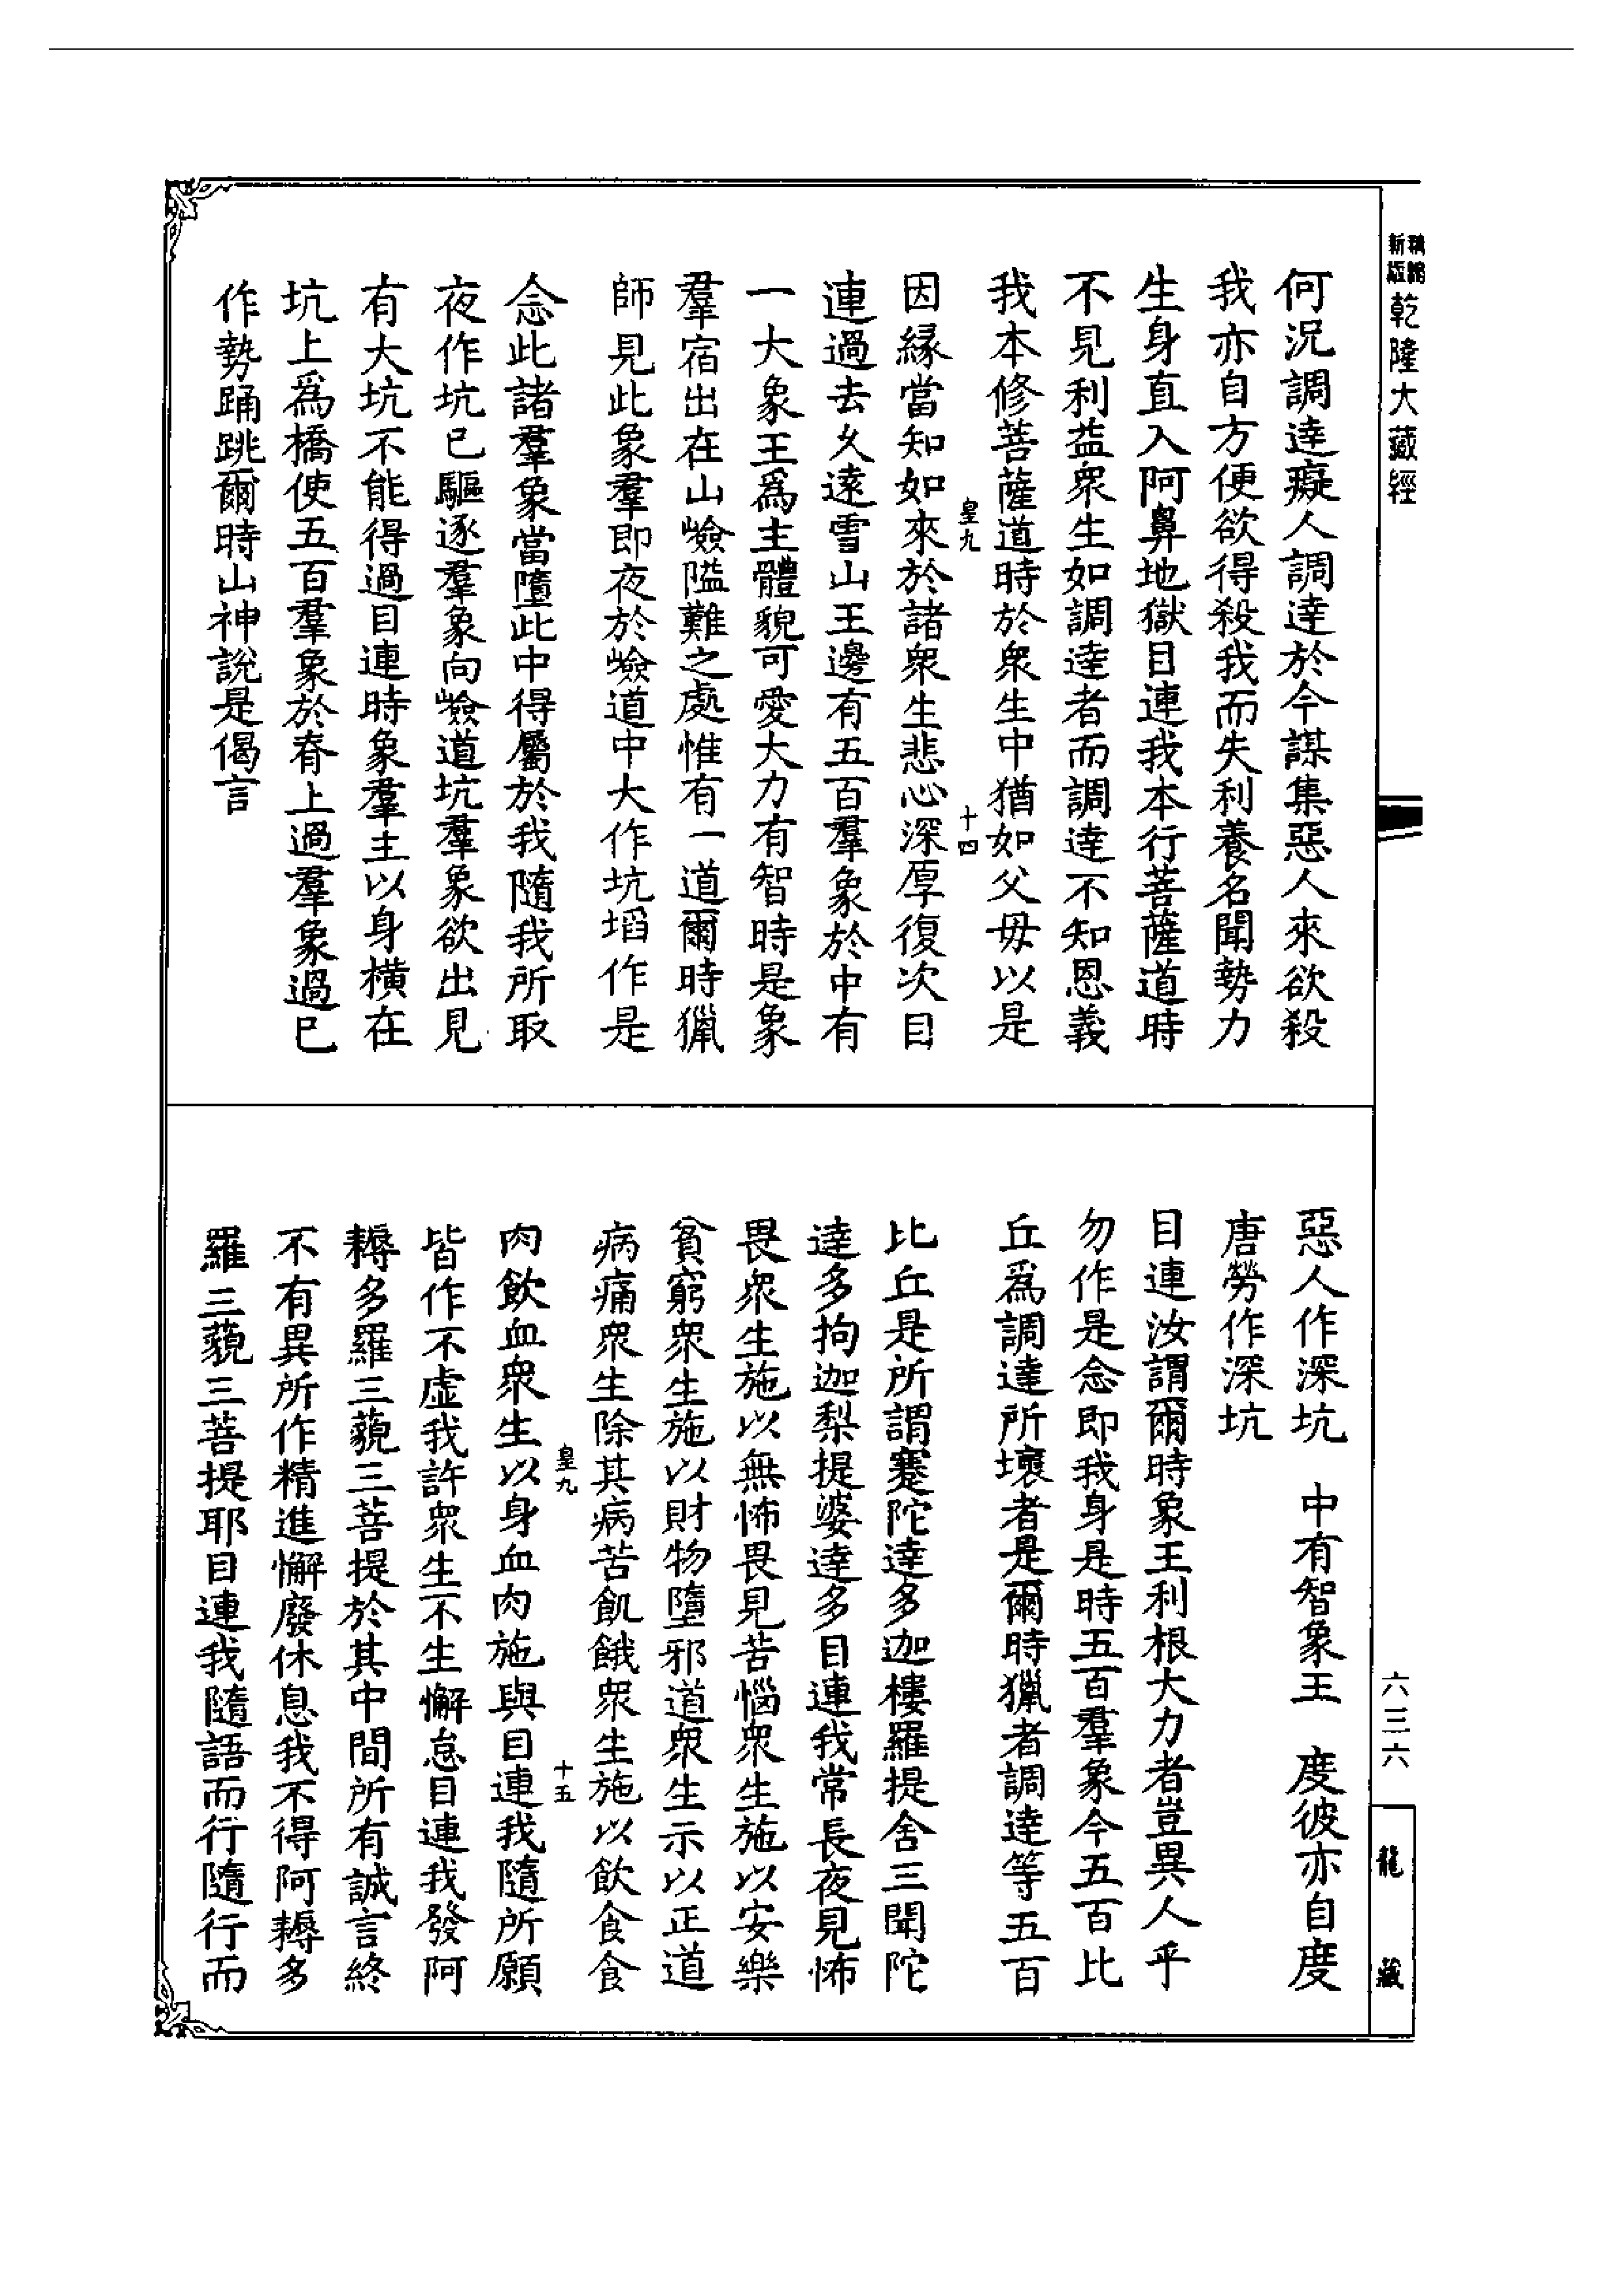 精編新版乾隆大藏經
何況調達癡人調達於今謀集惡人來欲殺
我亦自方便欲得殺我而失利養名聞勢力
生身直入阿鼻地獄目連我本行菩薩道時
不見利益衆生如調達者而調達不知恩義
我本修菩薩道時於衆生中猶如父母以是
皇九 十四
因緣當知如來於諸衆生悲心深厚復次目
連過去久遠雪山王邊有五百羣象於中有
一大象王爲主體貌可愛大力有智時是象
羣宿出在山嶮隘難之處惟有一道爾時獵
師見此象羣即夜於嶮道中大作坑埳作是
念此諸羣象當墮此中得屬於我隨我所取
夜作坑已驅逐羣象向嶮道坑羣象欲出見
有大坑不能得過目連時象羣主以身橫在
坑上爲橋使五百羣象於脊上過羣象過已
作勢踊跳爾時山神說是偈言
惡人作深坑 中有智象王 度彼亦自度
唐勞作深坑
目連汝謂爾時象王利根大力者豈異人乎
勿作是念即我身是時五百羣象今五百比
丘爲調達所壞者是爾時獵者調達等五百
比丘是所謂蹇陀達多迦樓羅提舍三聞陀
達多拘迦梨提婆達多目連我常長夜見怖
畏衆生施以無怖畏見苦惱衆生施以安樂
貧窮衆生施以財物墮邪道衆生示以正道
病痛衆生除其病苦飢餓衆生施以飲食食
皇九 十五
肉飲血衆生以身血肉施與目連我隨所願
皆作不虛我許衆生不生懈怠目連我發阿
耨多羅三藐三菩提於其中間所有誠言終
不有異所作精進懈廢休息我不得阿耨多
羅三藐三菩提耶目連我隨語而行隨行而
六三六
龍藏